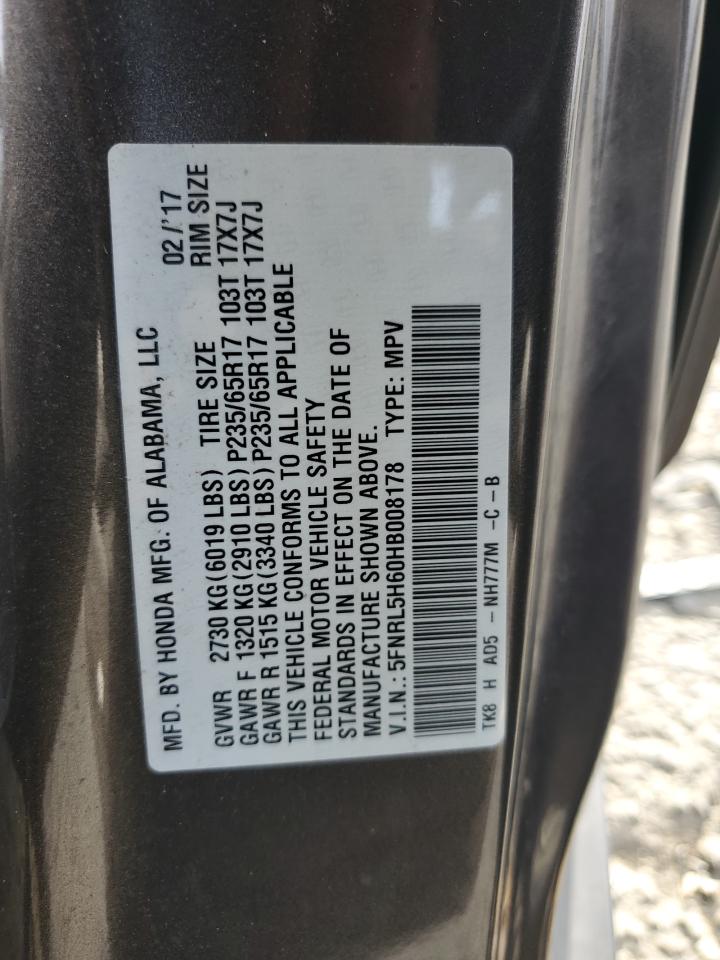 MFD. BY HONDA MFG. OF ALABAMA, LLC 02/'17
GVWR 2730 KG(6019 LBS) TIRE SIZE RIM SIZE
GAWR F 1320 KG(2910 LBS) P235/65R17 103T 17X7J
GAWR R 1515 KG(3340 LBS) P235/65R17 103T 17X7J
THIS VEHICLE CONFORMS TO ALL APPLICABLE
FEDERAL MOTOR VEHICLE SAFETY
STANDARDS IN EFFECT ON THE DATE OF
MANUFACTURE SHOWN ABOVE.
V.I.N.: 5FNRL5H60HB008178 TYPE: MPV
TK8 H AD5 - NH777M -C -B